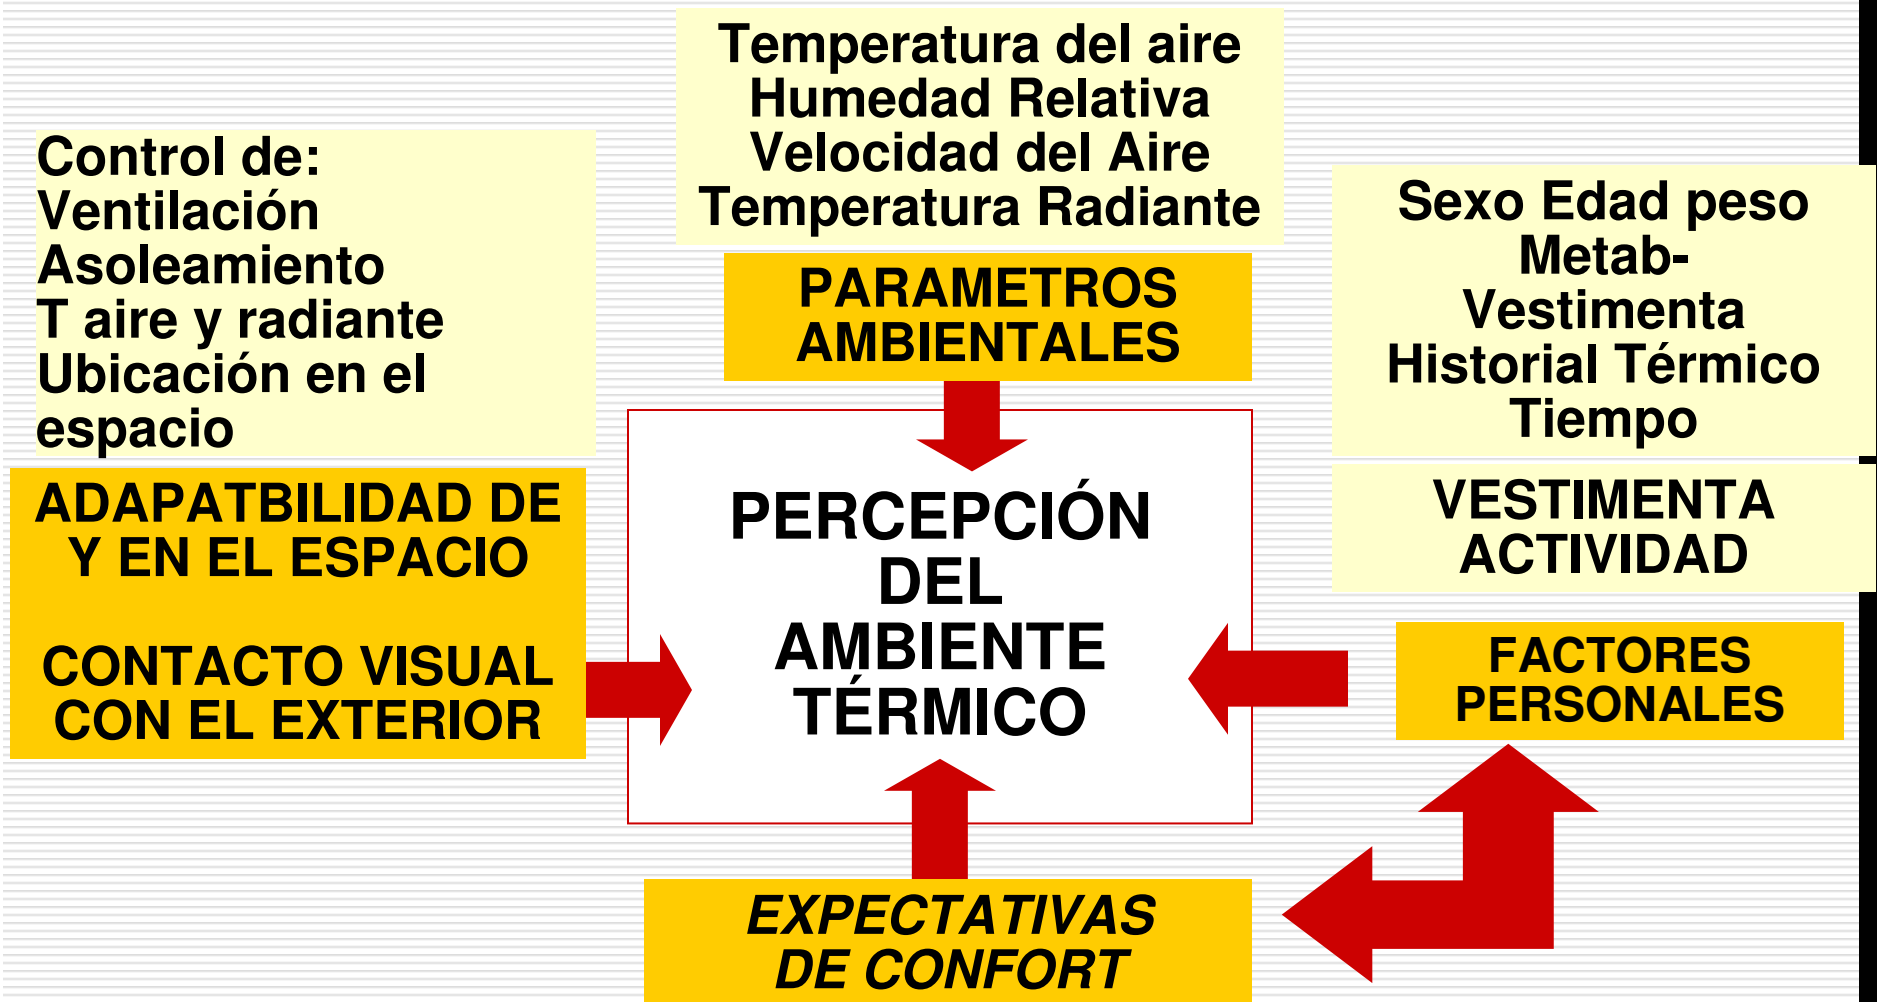 Temperatura del aire
Humedad Relativa
Velocidad del Aire
Temperatura Radiante
PARAMETROS
AMBIENTALES
Control de:
Ventilación
Asoleamiento
T aire y radiante
Ubicación en el
espacio
ADAPATBILIDAD DE
Y EN EL ESPACIO
CONTACTO VISUAL
CON EL EXTERIOR
PERCEPCIÓN
DEL
AMBIENTE
TÉRMICO
Sexo Edad peso
Metab-
Vestimenta
Historial Térmico
Tiempo
VESTIMENTA
ACTIVIDAD
FACTORES
PERSONALES
EXPECTATIVAS
DE CONFORT